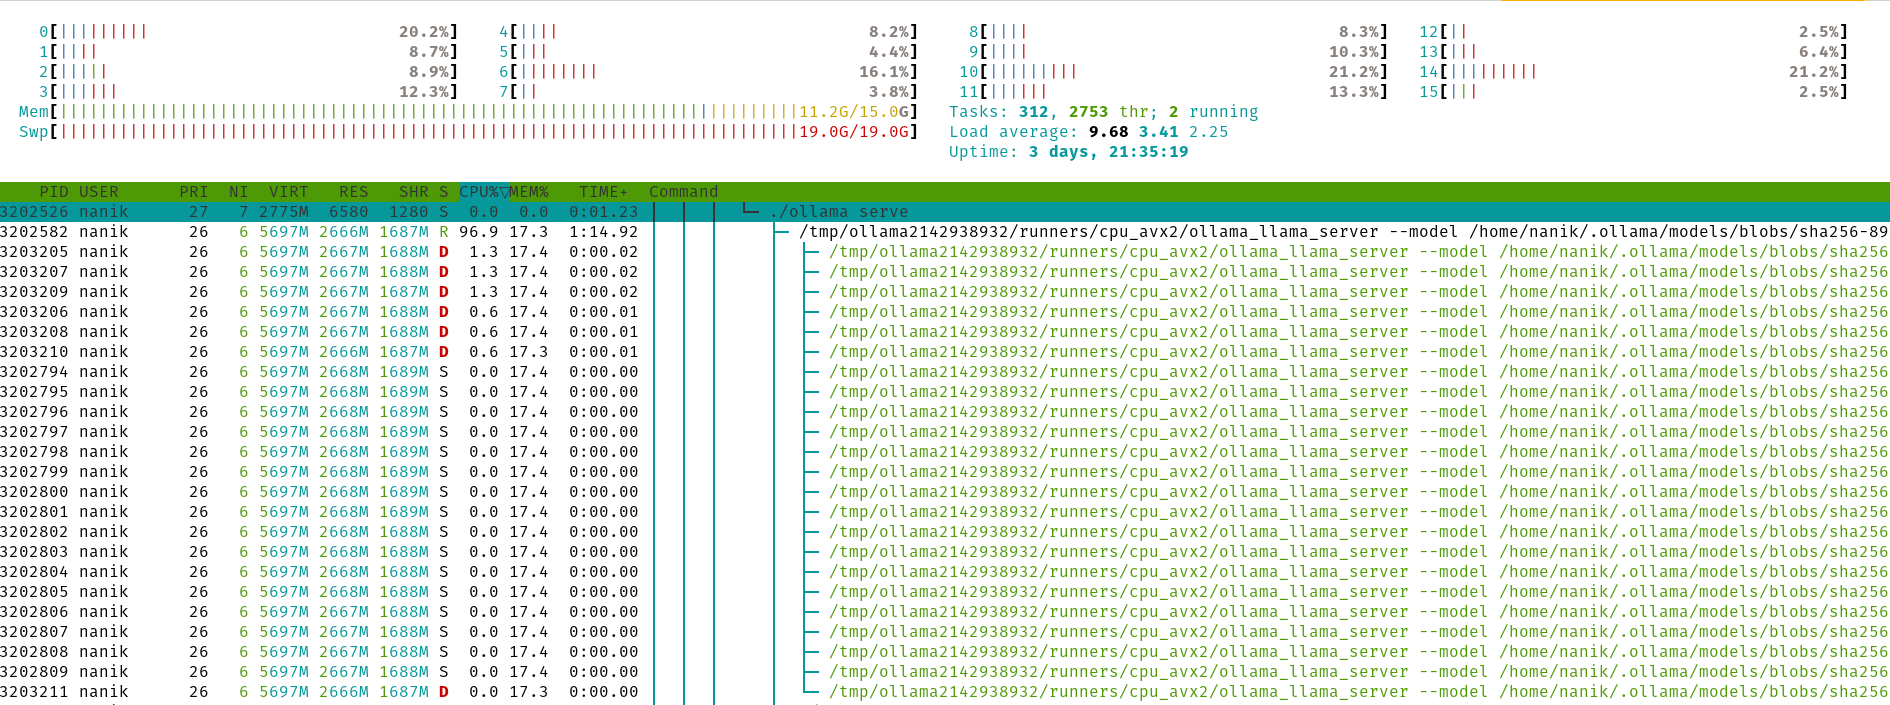 0[||||||||| 20.2%] 4[|||| 8.2%] 8[|||| 8.3%] 12[|| 2.5%]
1[|||| 8.7%] 5[||| 4.4%] 9[|||| 10.3%] 13[||| 6.4%]
2[||||| 8.9%] 6[|||||||| 16.1%] 10[||||||||| 21.2%] 14[||||||||| 21.2%]
3[|||||| 12.3%] 7[|| 3.8%] 11[|||||| 13.3%] 15[||| 2.5%]
Mem[||||||||||||||||||||||||||||||||||||||||||||||||||||||||||||||||||||||||||11.2G/15.0G] Tasks: 312, 2753 thr; 2 running
Swp[||||||||||||||||||||||||||||||||||||||||||||||||||||||||||||||||||||||||||19.0G/19.0G] Load average: 9.68 3.41 2.25
Uptime: 3 days, 21:35:19
PID USER PRI NI VIRT RES SHR S CPU%▽MEM% TIME+ Command
3202526 nanik 27 7 2775M 6580 1280 S 0.0 0.0 0:01.23 │ │ │ └─ ./ollama serve
3202582 nanik 26 6 5697M 2666M 1687M R 96.9 17.3 1:14.92 │ │ │ ├─ /tmp/ollama2142938932/runners/cpu_avx2/ollama_llama_server --model /home/nanik/.ollama/models/blobs/sha256-89
3203205 nanik 26 6 5697M 2667M 1688M D 1.3 17.4 0:00.02 │ │ │ │ ├─ /tmp/ollama2142938932/runners/cpu_avx2/ollama_llama_server --model /home/nanik/.ollama/models/blobs/sha256
3203207 nanik 26 6 5697M 2667M 1688M D 1.3 17.4 0:00.02 │ │ │ │ ├─ /tmp/ollama2142938932/runners/cpu_avx2/ollama_llama_server --model /home/nanik/.ollama/models/blobs/sha256
3203209 nanik 26 6 5697M 2667M 1687M D 1.3 17.4 0:00.02 │ │ │ │ ├─ /tmp/ollama2142938932/runners/cpu_avx2/ollama_llama_server --model /home/nanik/.ollama/models/blobs/sha256
3203206 nanik 26 6 5697M 2667M 1688M D 0.6 17.4 0:00.01 │ │ │ │ ├─ /tmp/ollama2142938932/runners/cpu_avx2/ollama_llama_server --model /home/nanik/.ollama/models/blobs/sha256
3203208 nanik 26 6 5697M 2667M 1688M D 0.6 17.4 0:00.01 │ │ │ │ ├─ /tmp/ollama2142938932/runners/cpu_avx2/ollama_llama_server --model /home/nanik/.ollama/models/blobs/sha256
3203210 nanik 26 6 5697M 2666M 1687M D 0.6 17.3 0:00.01 │ │ │ │ ├─ /tmp/ollama2142938932/runners/cpu_avx2/ollama_llama_server --model /home/nanik/.ollama/models/blobs/sha256
3202794 nanik 26 6 5697M 2668M 1689M S 0.0 17.4 0:00.00 │ │ │ │ ├─ /tmp/ollama2142938932/runners/cpu_avx2/ollama_llama_server --model /home/nanik/.ollama/models/blobs/sha256
3202795 nanik 26 6 5697M 2668M 1689M S 0.0 17.4 0:00.00 │ │ │ │ ├─ /tmp/ollama2142938932/runners/cpu_avx2/ollama_llama_server --model /home/nanik/.ollama/models/blobs/sha256
3202796 nanik 26 6 5697M 2668M 1689M S 0.0 17.4 0:00.00 │ │ │ │ ├─ /tmp/ollama2142938932/runners/cpu_avx2/ollama_llama_server --model /home/nanik/.ollama/models/blobs/sha256
3202797 nanik 26 6 5697M 2668M 1689M S 0.0 17.4 0:00.00 │ │ │ │ ├─ /tmp/ollama2142938932/runners/cpu_avx2/ollama_llama_server --model /home/nanik/.ollama/models/blobs/sha256
3202798 nanik 26 6 5697M 2668M 1689M S 0.0 17.4 0:00.00 │ │ │ │ ├─ /tmp/ollama2142938932/runners/cpu_avx2/ollama_llama_server --model /home/nanik/.ollama/models/blobs/sha256
3202799 nanik 26 6 5697M 2668M 1689M S 0.0 17.4 0:00.00 │ │ │ │ ├─ /tmp/ollama2142938932/runners/cpu_avx2/ollama_llama_server --model /home/nanik/.ollama/models/blobs/sha256
3202800 nanik 26 6 5697M 2668M 1689M S 0.0 17.4 0:00.00 │ │ │ │ ├─ /tmp/ollama2142938932/runners/cpu_avx2/ollama_llama_server --model /home/nanik/.ollama/models/blobs/sha256
3202801 nanik 26 6 5697M 2668M 1689M S 0.0 17.4 0:00.00 │ │ │ │ ├─ /tmp/ollama2142938932/runners/cpu_avx2/ollama_llama_server --model /home/nanik/.ollama/models/blobs/sha256
3202802 nanik 26 6 5697M 2668M 1688M S 0.0 17.4 0:00.00 │ │ │ │ ├─ /tmp/ollama2142938932/runners/cpu_avx2/ollama_llama_server --model /home/nanik/.ollama/models/blobs/sha256
3202803 nanik 26 6 5697M 2668M 1688M S 0.0 17.4 0:00.00 │ │ │ │ ├─ /tmp/ollama2142938932/runners/cpu_avx2/ollama_llama_server --model /home/nanik/.ollama/models/blobs/sha256
3202804 nanik 26 6 5697M 2668M 1688M S 0.0 17.4 0:00.00 │ │ │ │ ├─ /tmp/ollama2142938932/runners/cpu_avx2/ollama_llama_server --model /home/nanik/.ollama/models/blobs/sha256
3202805 nanik 26 6 5697M 2668M 1688M S 0.0 17.4 0:00.00 │ │ │ │ ├─ /tmp/ollama2142938932/runners/cpu_avx2/ollama_llama_server --model /home/nanik/.ollama/models/blobs/sha256
3202806 nanik 26 6 5697M 2667M 1688M S 0.0 17.4 0:00.00 │ │ │ │ ├─ /tmp/ollama2142938932/runners/cpu_avx2/ollama_llama_server --model /home/nanik/.ollama/models/blobs/sha256
3202807 nanik 26 6 5697M 2667M 1688M S 0.0 17.4 0:00.00 │ │ │ │ ├─ /tmp/ollama2142938932/runners/cpu_avx2/ollama_llama_server --model /home/nanik/.ollama/models/blobs/sha256
3202808 nanik 26 6 5697M 2667M 1688M S 0.0 17.4 0:00.00 │ │ │ │ ├─ /tmp/ollama2142938932/runners/cpu_avx2/ollama_llama_server --model /home/nanik/.ollama/models/blobs/sha256
3202809 nanik 26 6 5697M 2667M 1688M S 0.0 17.4 0:00.00 │ │ │ │ ├─ /tmp/ollama2142938932/runners/cpu_avx2/ollama_llama_server --model /home/nanik/.ollama/models/blobs/sha256
3203211 nanik 26 6 5697M 2666M 1687M D 0.0 17.3 0:00.00 │ │ │ │ └─ /tmp/ollama2142938932/runners/cpu_avx2/ollama_llama_server --model /home/nanik/.ollama/models/blobs/sha256